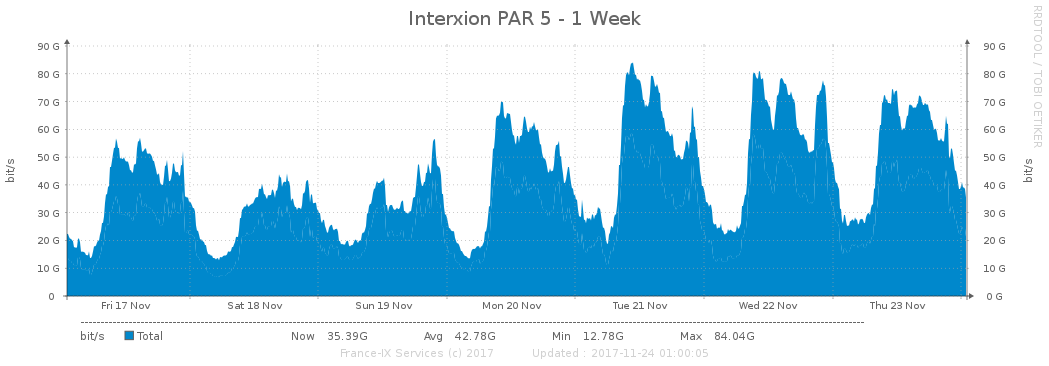 Interxion PAR 5 - 1 Week
RRDTOOL / TOBI OETIKER
90 G 90 G
80 G 80 G
70 G 70 G
60 G 60 G
50 G 50 G
40 G 40 G
30 G 30 G
20 G 20 G
10 G 10 G
0 0 G
bit/s
bit/s
Fri 17 Nov Sat 18 Nov Sun 19 Nov Mon 20 Nov Tue 21 Nov Wed 22 Nov Thu 23 Nov
bit/s Total Now 35.39G Avg 42.78G Min 12.78G Max 84.04G
France-IX Services (c) 2017 Updated : 2017-11-24 01:00:05